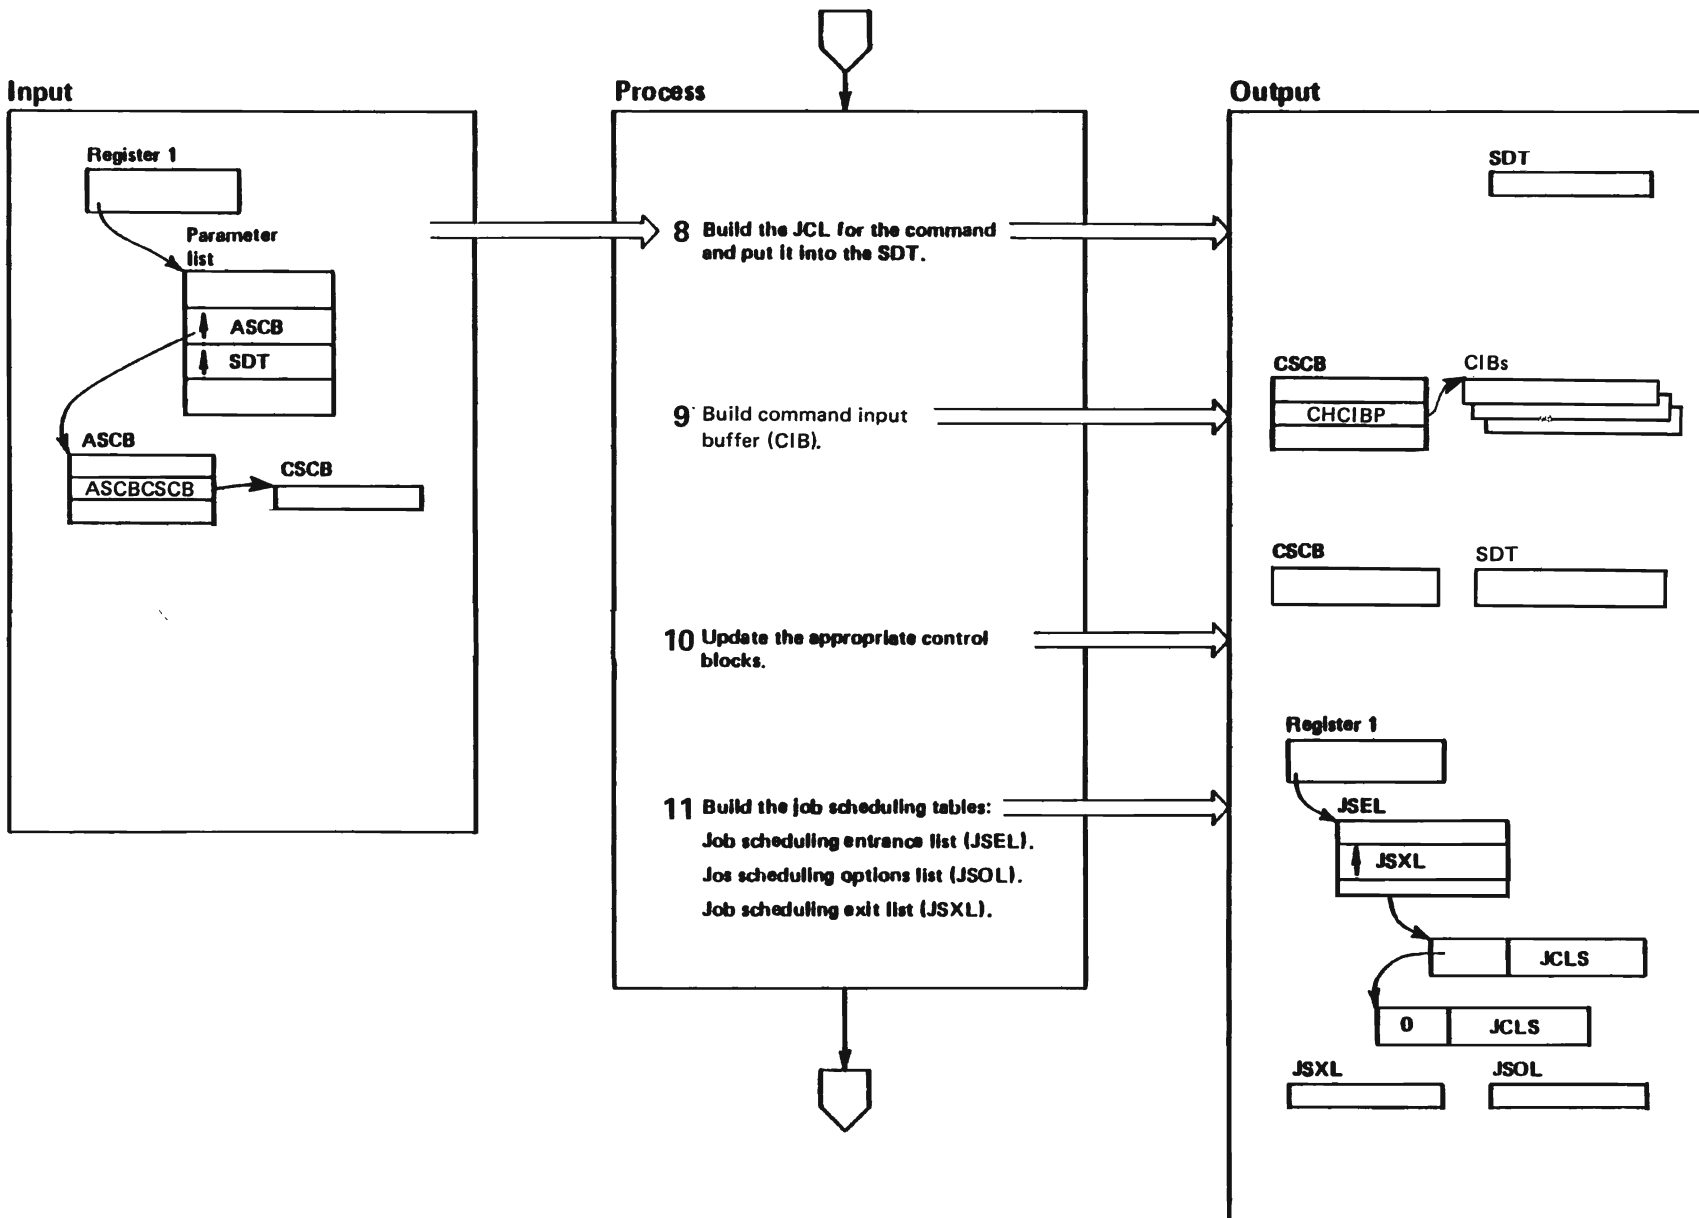 Input
Register 1
Parameter
list
ASCB
SDT
ASCB
ASCBCSCB
CSCB
Process
8 Build the JCL for the command
and put it into the SDT.
9 Build command input
buffer (CIB).
10 Update the appropriate control
blocks.
11 Build the job scheduling tables:
Job scheduling entrance list (JSEL).
Jos scheduling options list (JSOL).
Job scheduling exit list (JSXL).
Output
SDT
CSCB
CIBs
CHCIBP
CSCB
SDT
Register 1
JSEL
JSXL
JCLS
0 JCLS
JSXL
JSOL